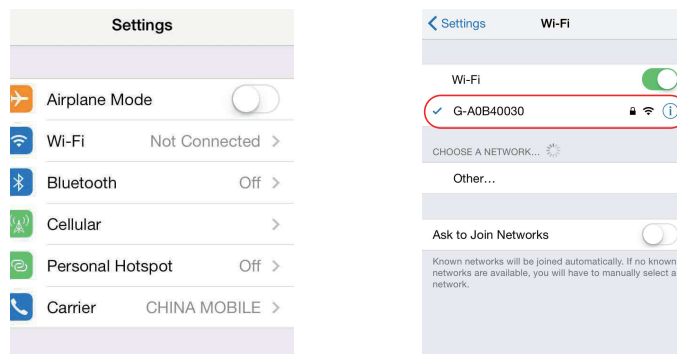 Settings
Airplane Mode
Wi-Fi Not Connected
Bluetooth Off
Cellular
Personal Hotspot Off
Carrier CHINA MOBILE
Settings Wi-Fi
Wi-Fi
G-A0B40030
CHOOSE A NETWORK...
Other...
Ask to Join Networks
Known networks will be joined automatically. If no known
networks are available, you will have to manually select a
network.